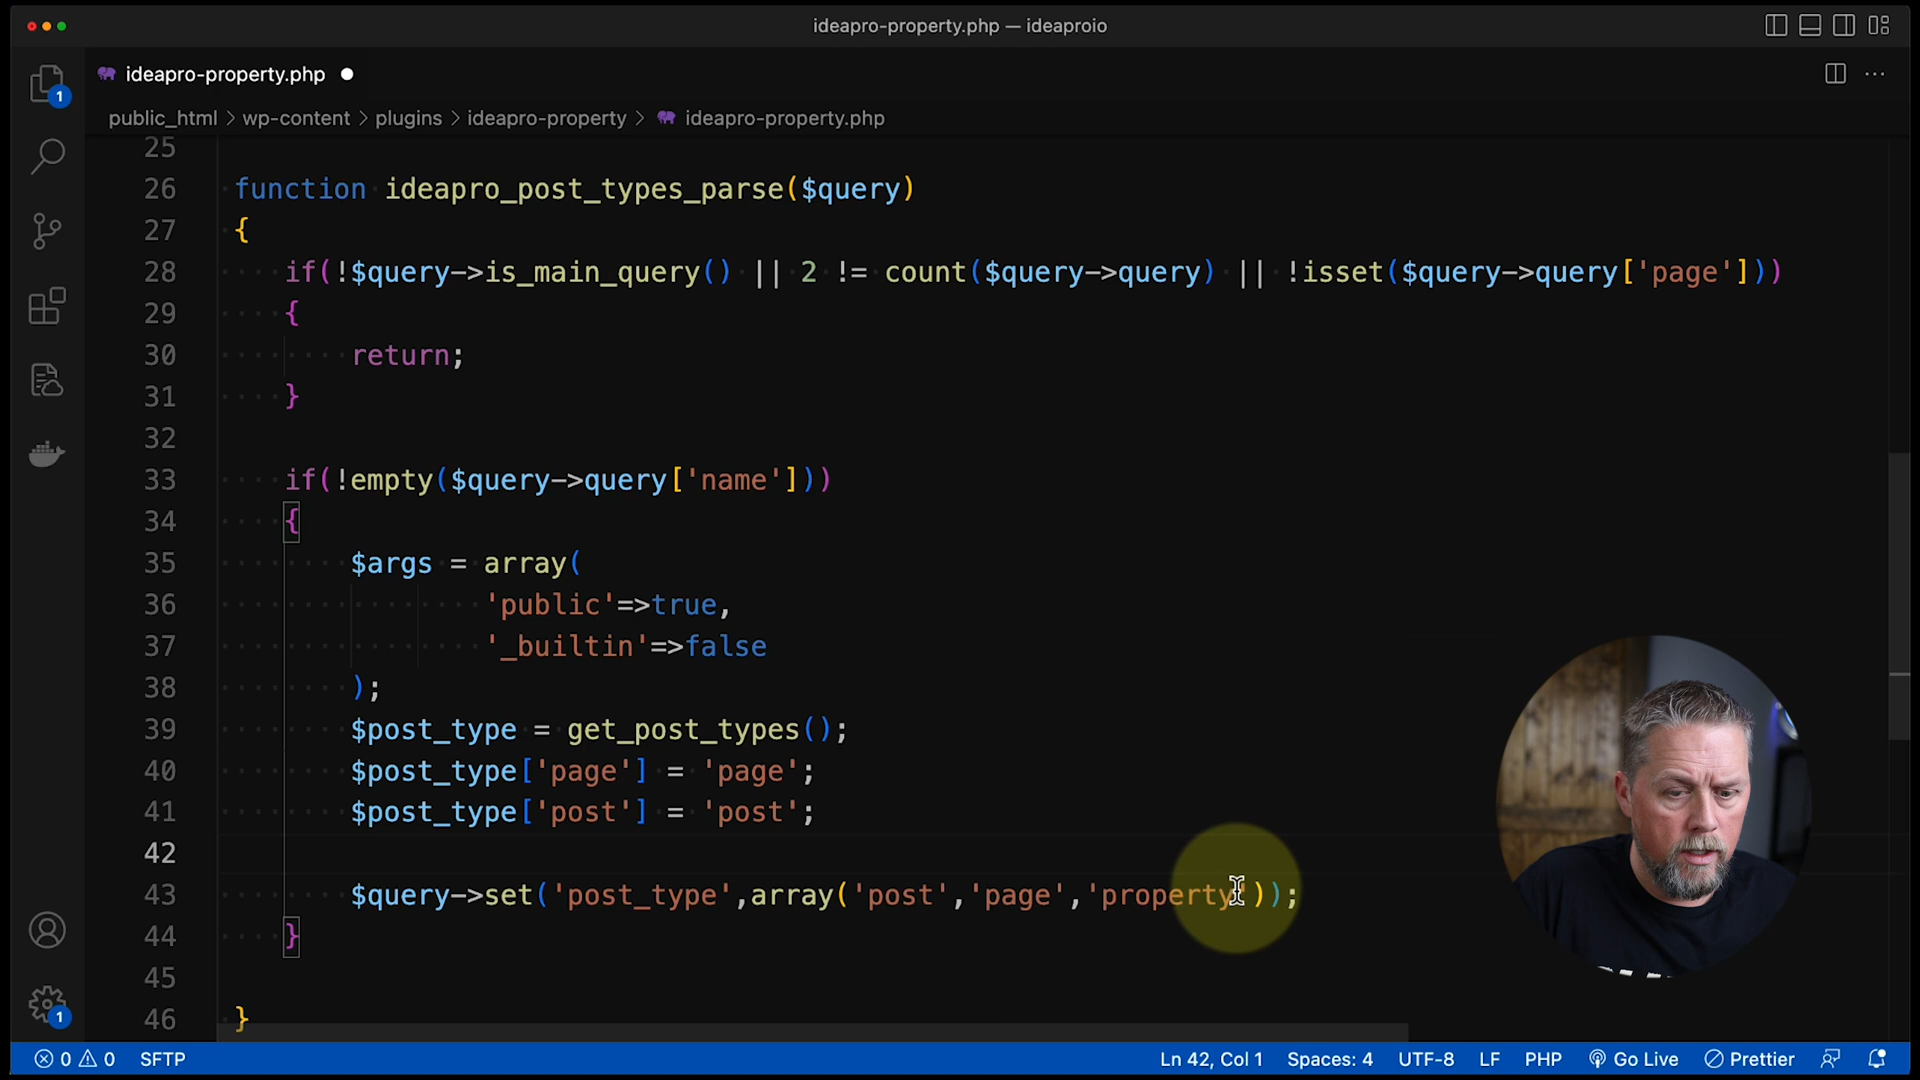 ideapro-property.php — ideaproio
ideapro-property.php
public_html > wp-content > plugins > ideapro-property > ideapro-property.php
25
26 function ideapro_post_types_parse($query)
27 {
28 if(!$query->is_main_query() || 2 != count($query->query) || !isset($query->query['page']))
29 {
30 return;
31 }
32
33 if(!empty($query->query['name']))
34 {
35 $args = array(
36 'public'=>true,
37 '_builtin'=>false
38 );
39 $post_type = get_post_types();
40 $post_type['page'] = 'page';
41 $post_type['post'] = 'post';
42
43 $query->set('post_type',array('post','page','property'));
44 }
45
46 }
1
1
0 0 SFTP Ln 42, Col 1 Spaces: 4 UTF-8 LF PHP Go Live Prettier